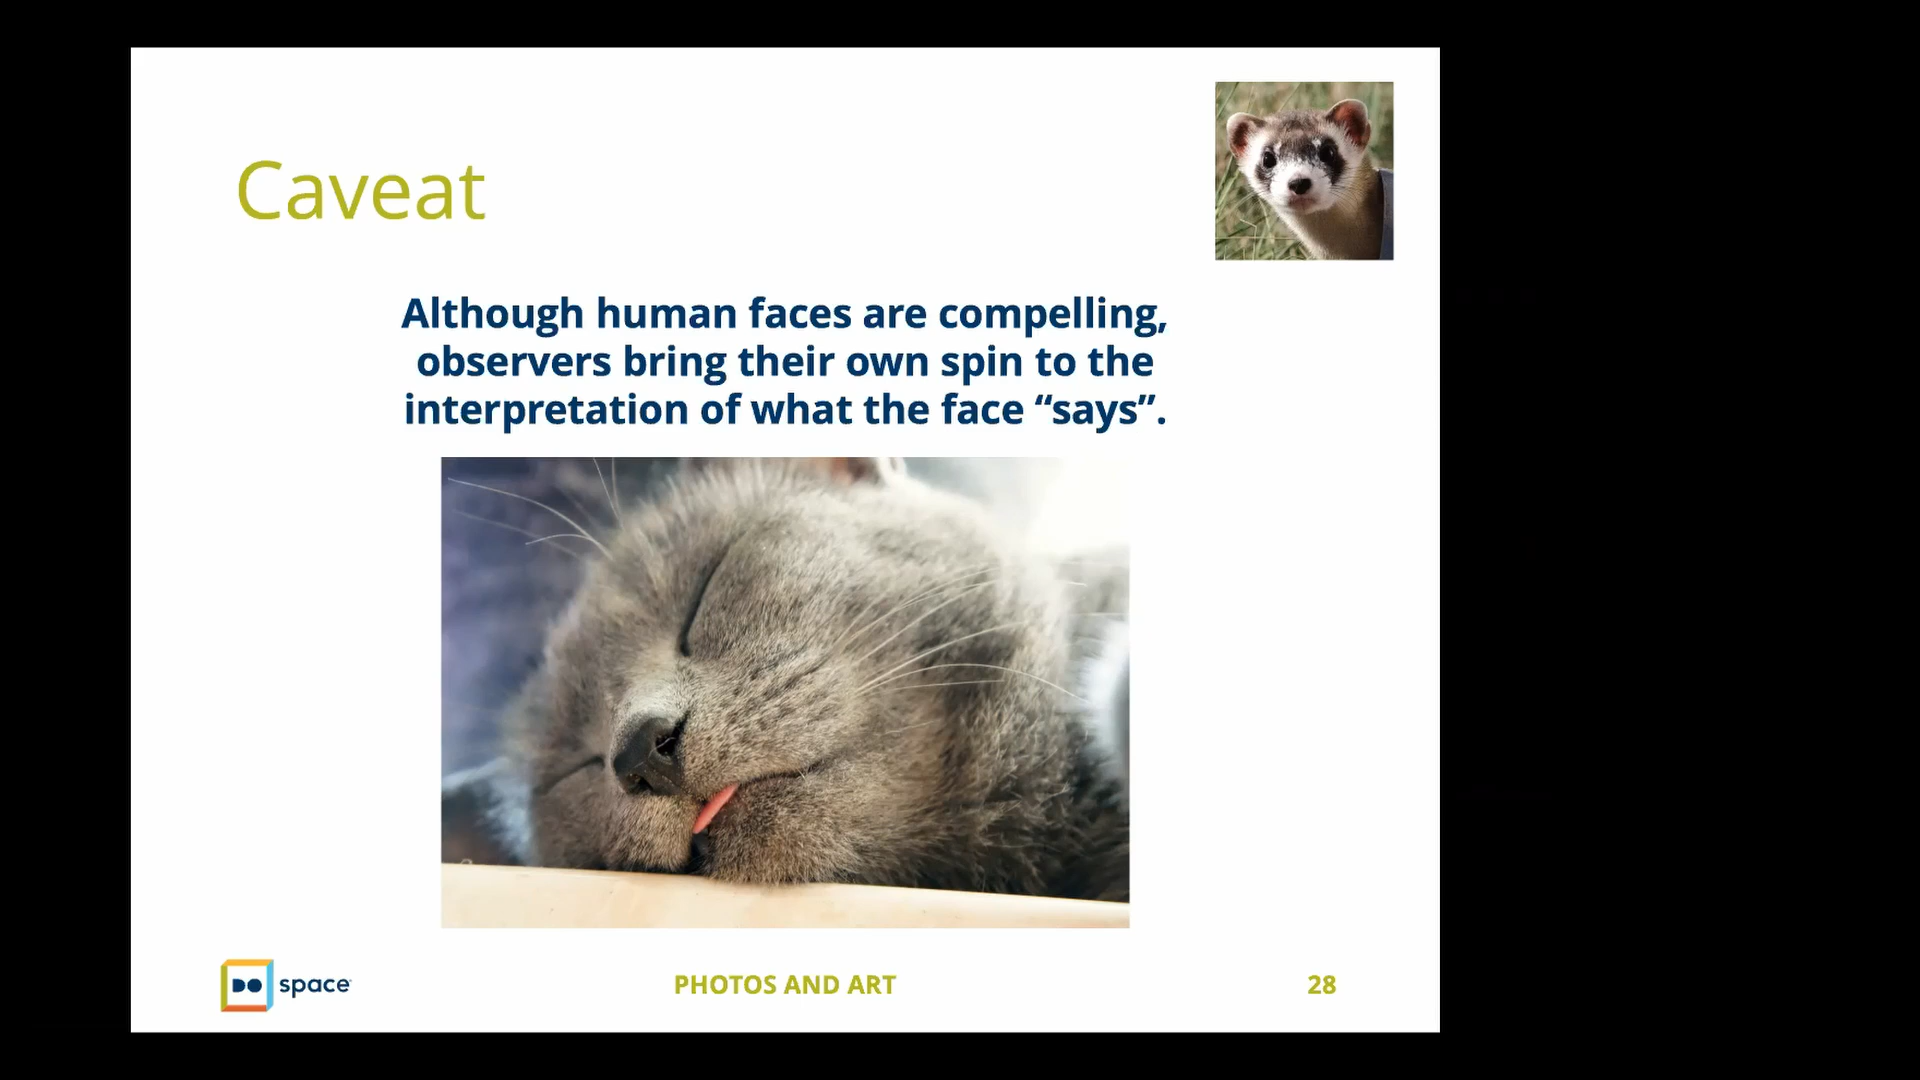 Caveat
Although human faces are compelling,
observers bring their own spin to the
interpretation of what the face “says”.
DO space
PHOTOS AND ART
28